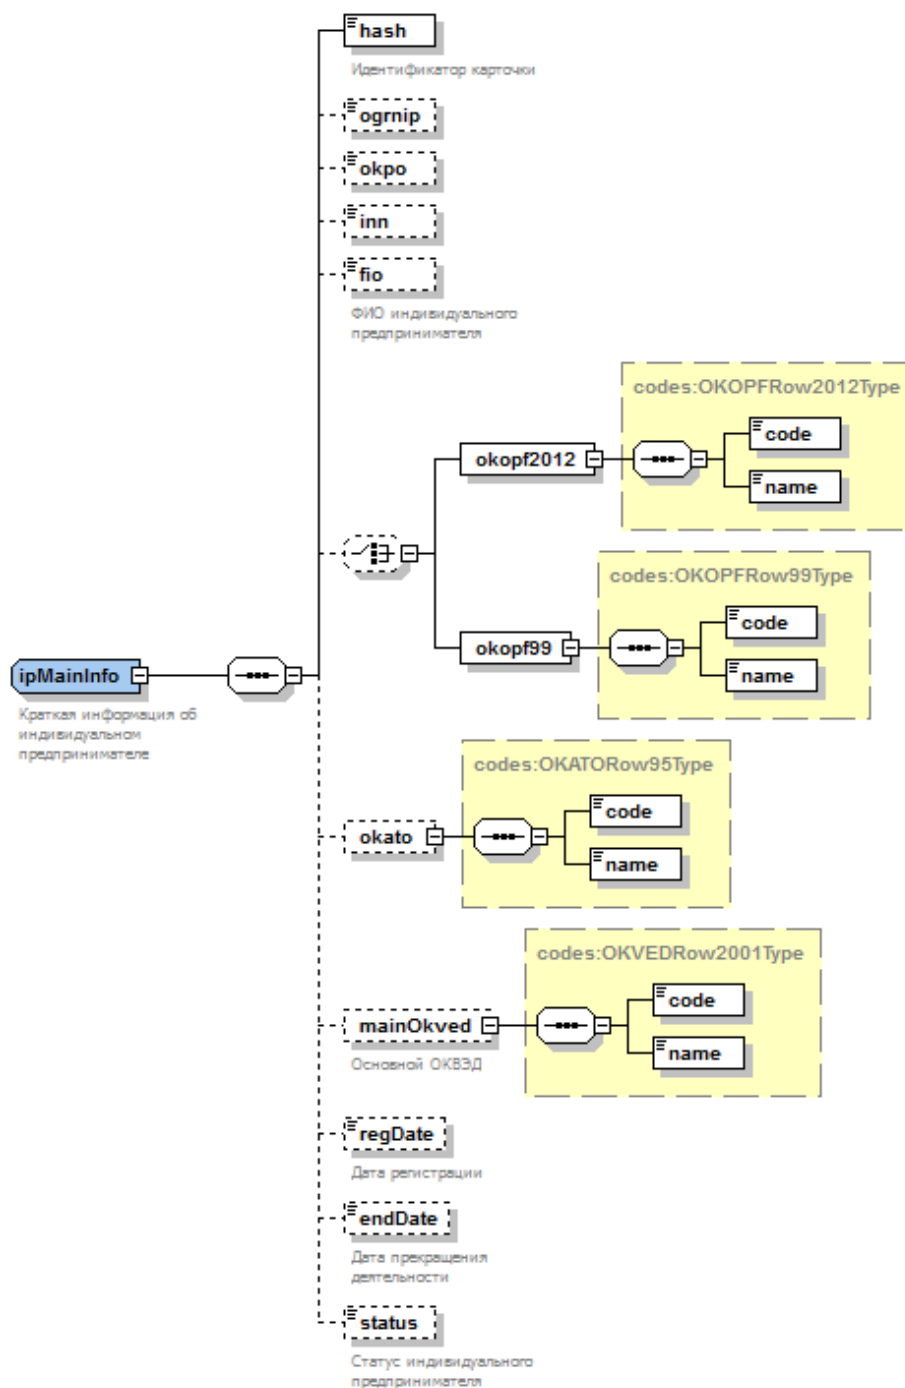 hash
Идентификатор карточки
ogrnip
okpo
inn
fio
ФИО индивидуального
предпринимателя
codes:OKOPFRow2012Type
code
okopf2012
name
codes:OKOPFRow99Type
code
okopf99
name
ipMainInfo
Краткая информация об
индивидуальном
предпринимателе
codes:OKATORow95Type
code
okato
name
codes:OKVEDRow2001Type
code
mainOkved
name
Основной ОКВЭД
regDate
Дата регистрации
endDate
Дата прекращения
деятельности
status
Статус индивидуального
предпринимателя